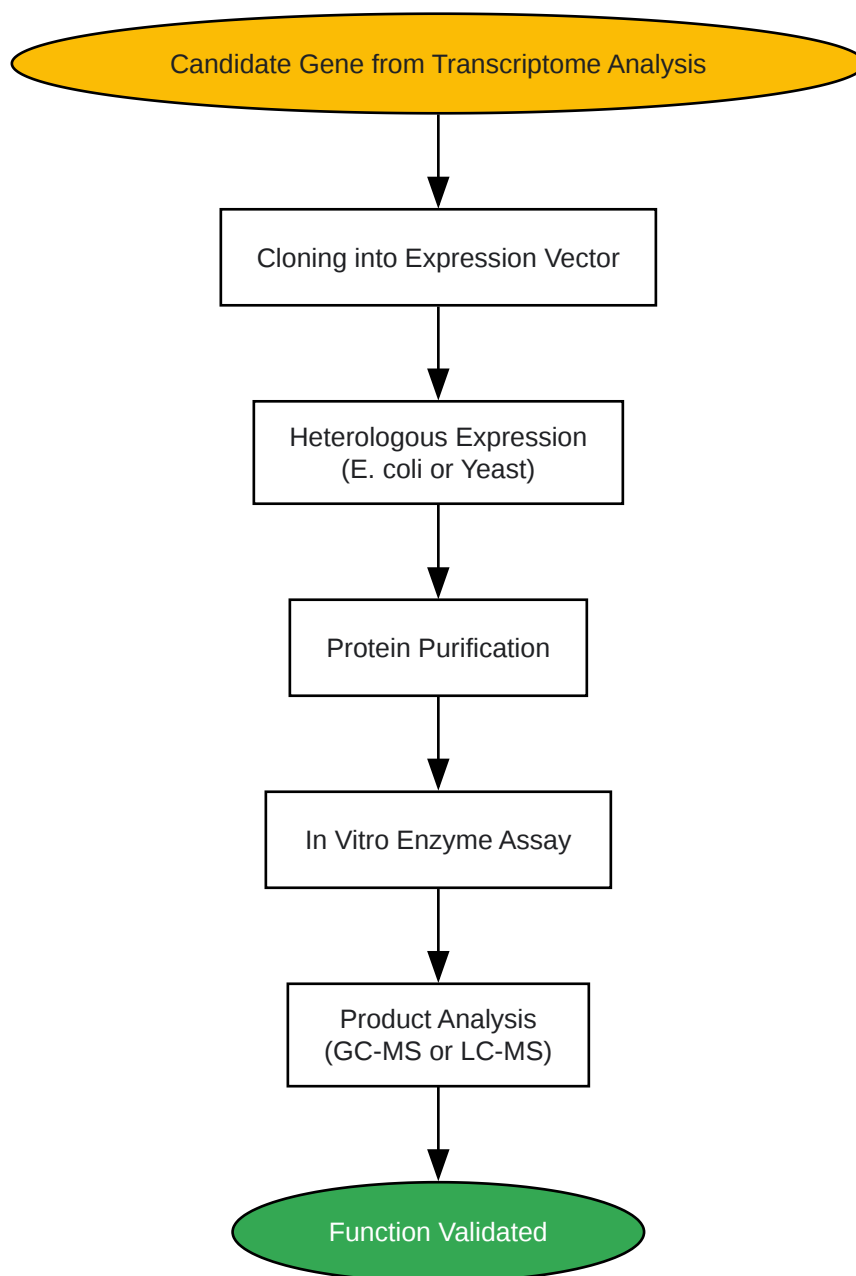 Candidate Gene from Transcriptome Analysis
Cloning into Expression Vector
Heterologous Expression
(E. coli or Yeast)
Protein Purification
In Vitro Enzyme Assay
Product Analysis
(GC-MS or LC-MS)
Function Validated